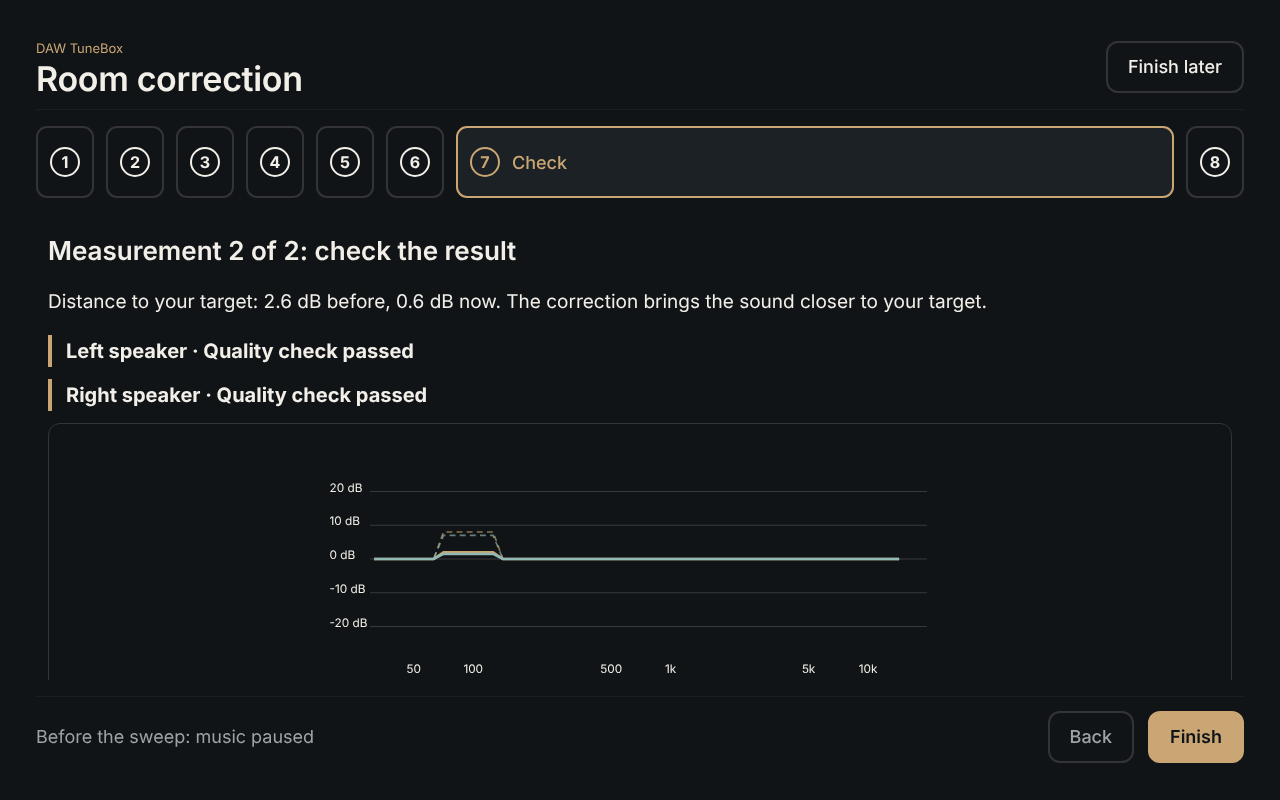 DAW TuneBox
Room correction
Finish later
1
2
3
4
5
6
7 Check
8
Measurement 2 of 2: check the result
Distance to your target: 2.6 dB before, 0.6 dB now. The correction brings the sound closer to your target.
Left speaker · Quality check passed
Right speaker · Quality check passed
20 dB
10 dB
0 dB
-10 dB
-20 dB
50 100 500 1k 5k 10k
Before the sweep: music paused
Back
Finish